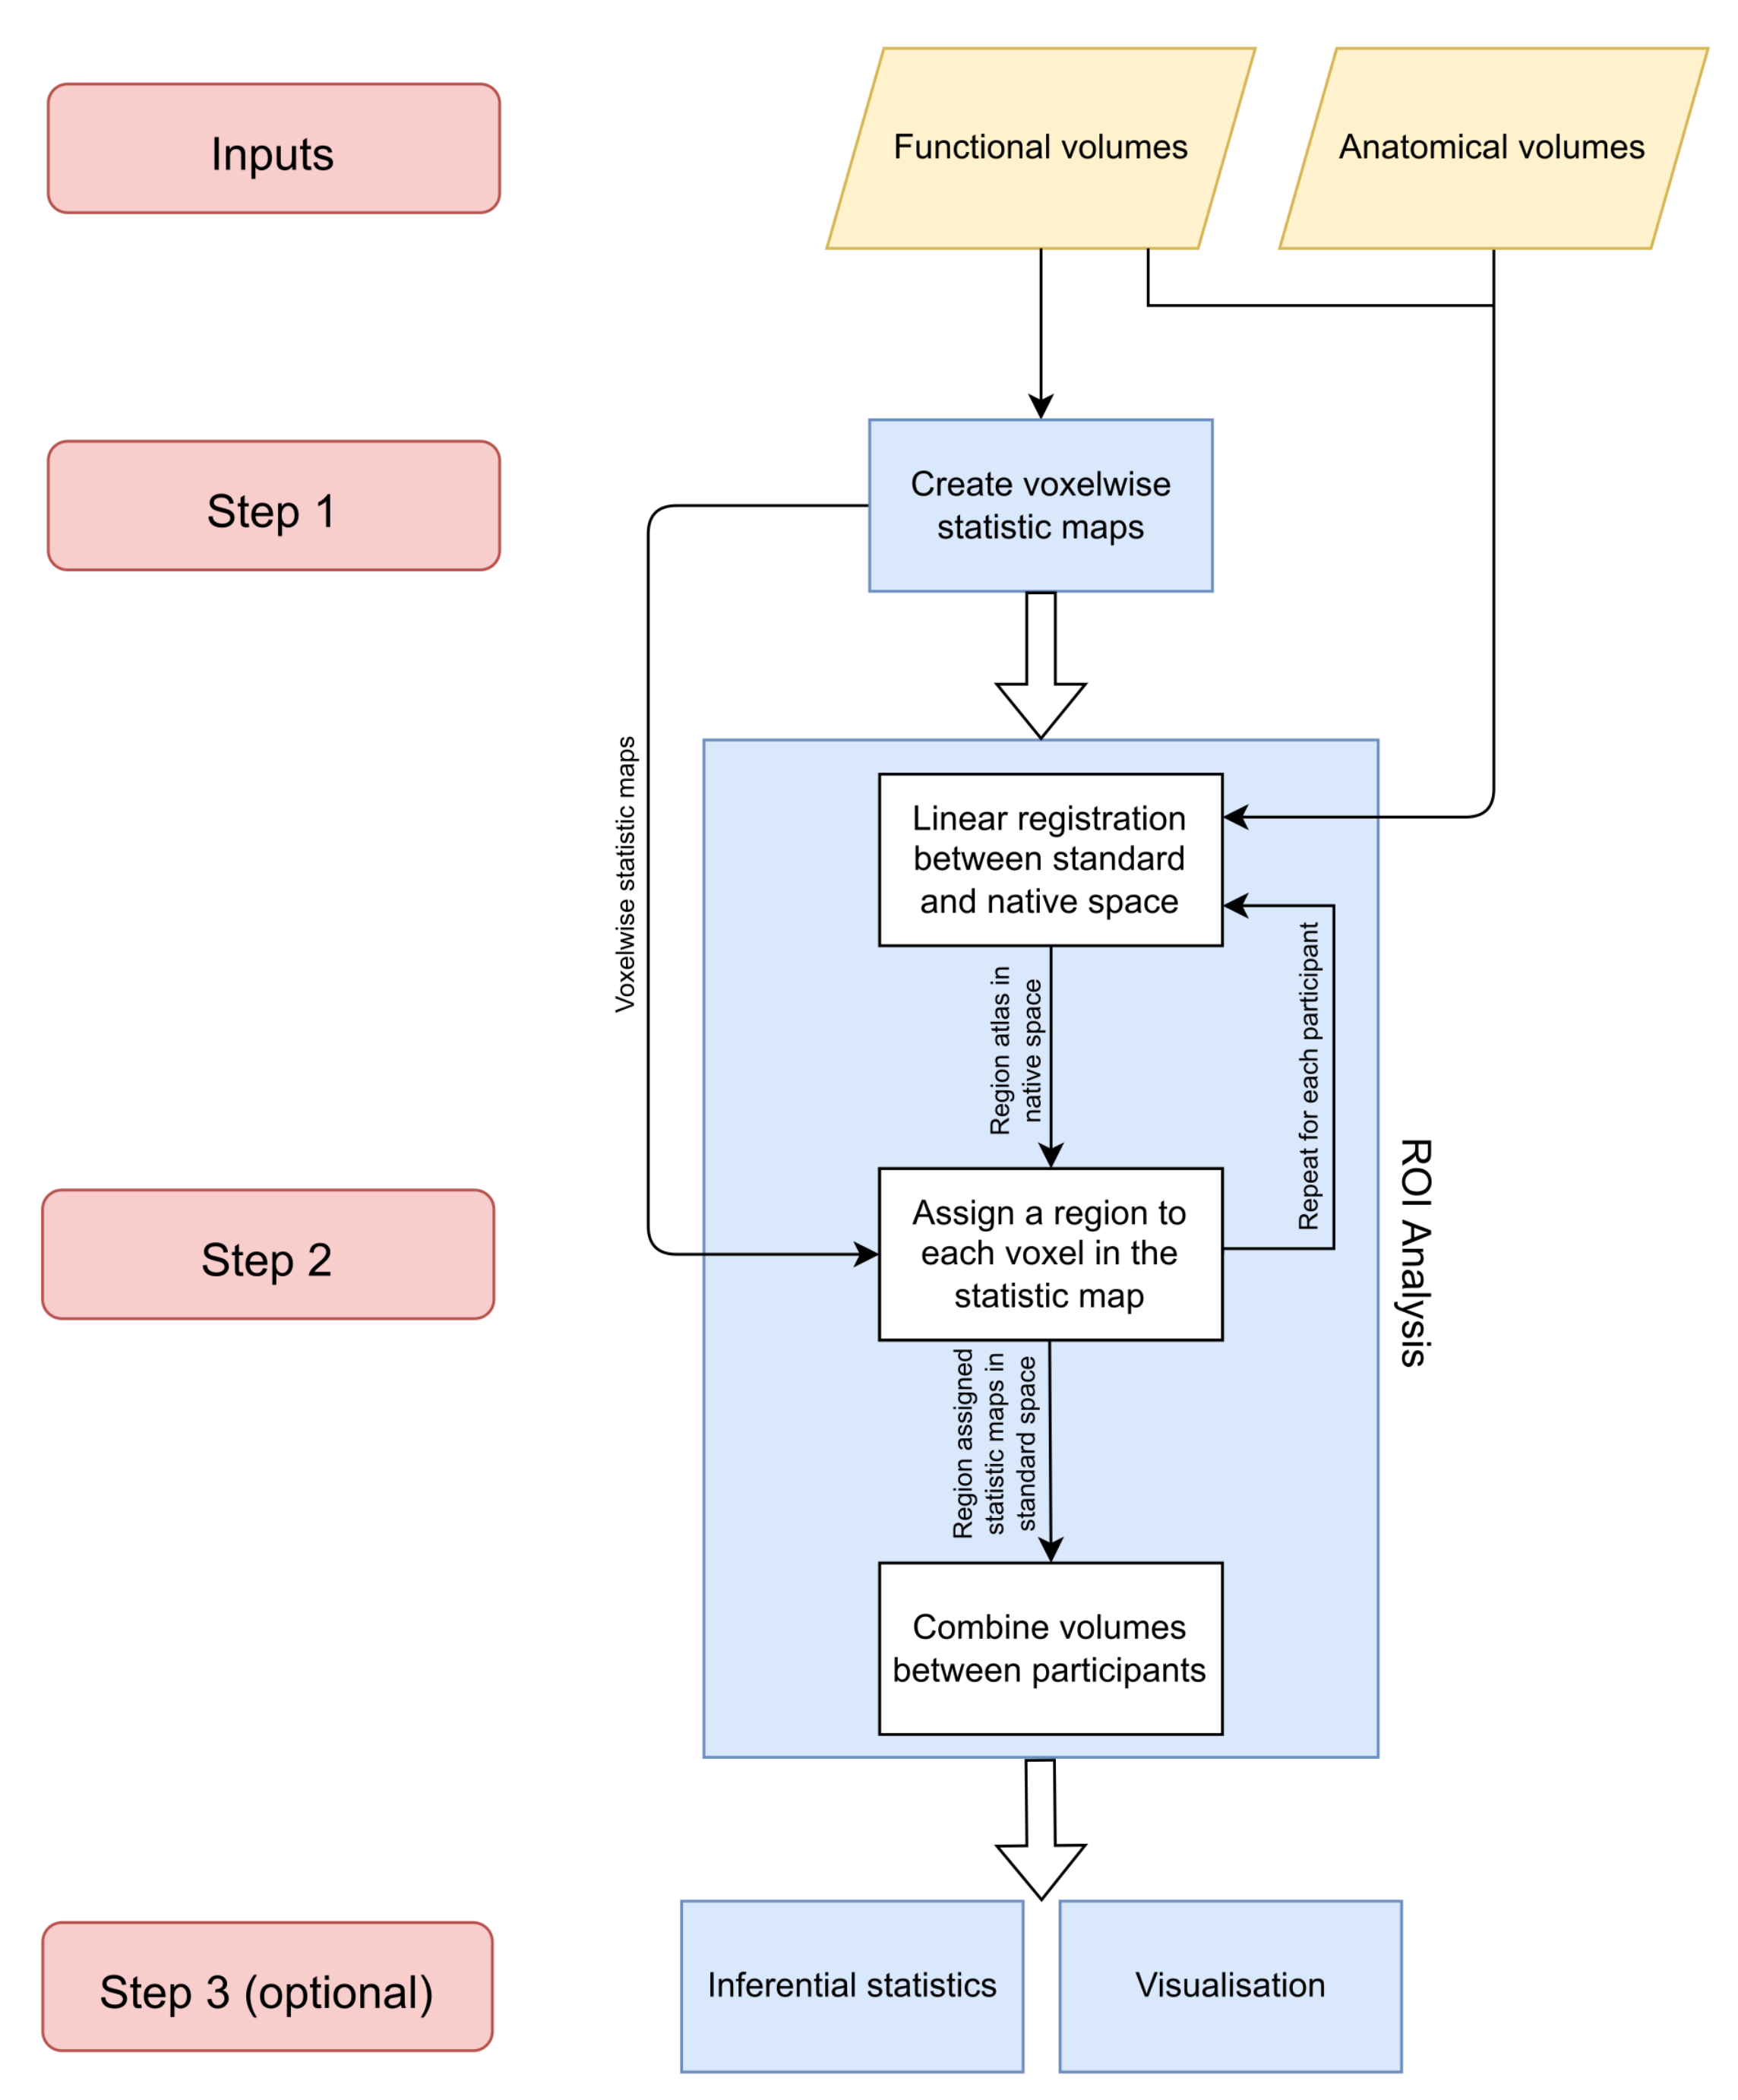 Inputs
Functional volumes
Anatomical volumes
Step 1
Create voxelwise
statistic maps
Voxelwise statistic maps
Linear registration
between standard
and native space
Region atlas in
native space
Repeat for each participant
ROI Analysis
Step 2
Assign a region to
each voxel in the
statistic map
Region assigned
statistic maps in
standard space
Combine volumes
between participants
Step 3 (optional)
Inferential statistics
Visualisation